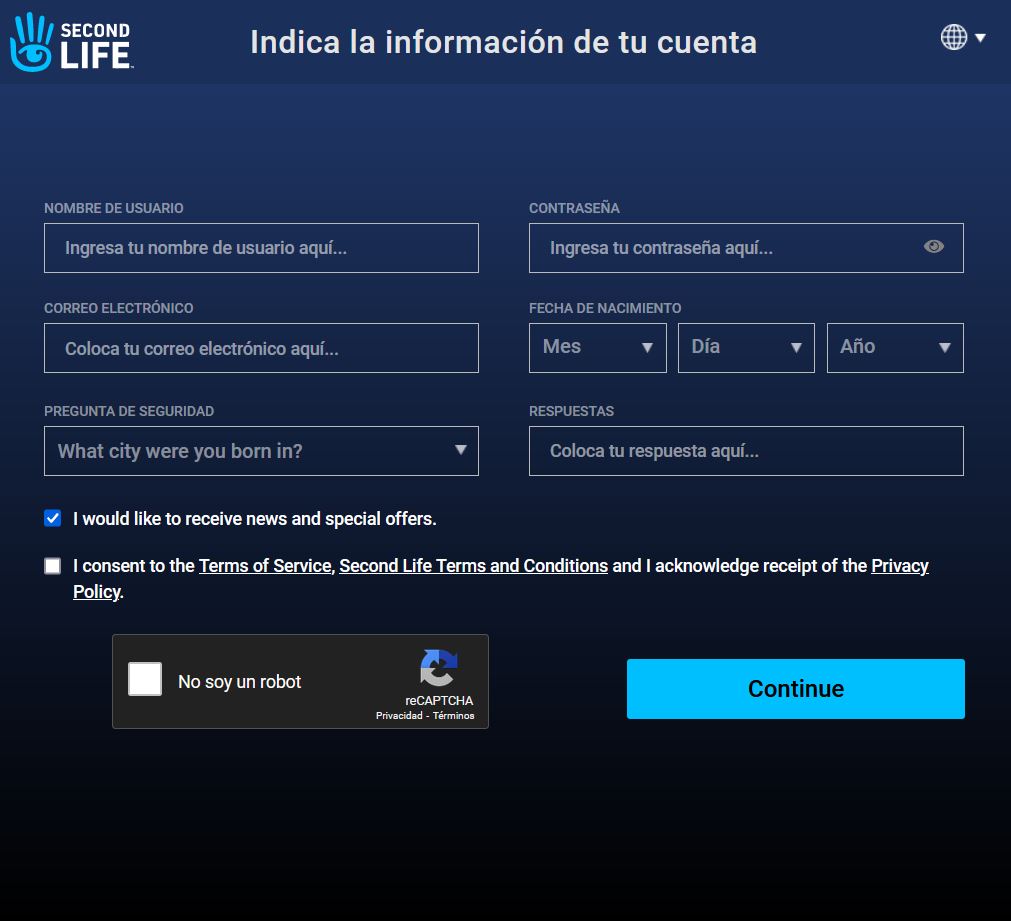 SECOND
LIFE
Indica la información de tu cuenta
NOMBRE DE USUARIO
Ingresa tu nombre de usuario aquí...
CONTRASEÑA
Ingresa tu contraseña aquí...
CORREO ELECTRÓNICO
Coloca tu correo electrónico aquí...
FECHA DE NACIMIENTO
Mes
Día
Año
PREGUNTA DE SEGURIDAD
What city were you born in?
RESPUESTAS
Coloca tu respuesta aquí...
I would like to receive news and special offers.
I consent to the Terms of Service, Second Life Terms and Conditions and I acknowledge receipt of the Privacy
Policy.
No soy un robot
reCAPTCHA
Privacidad - Términos
Continue